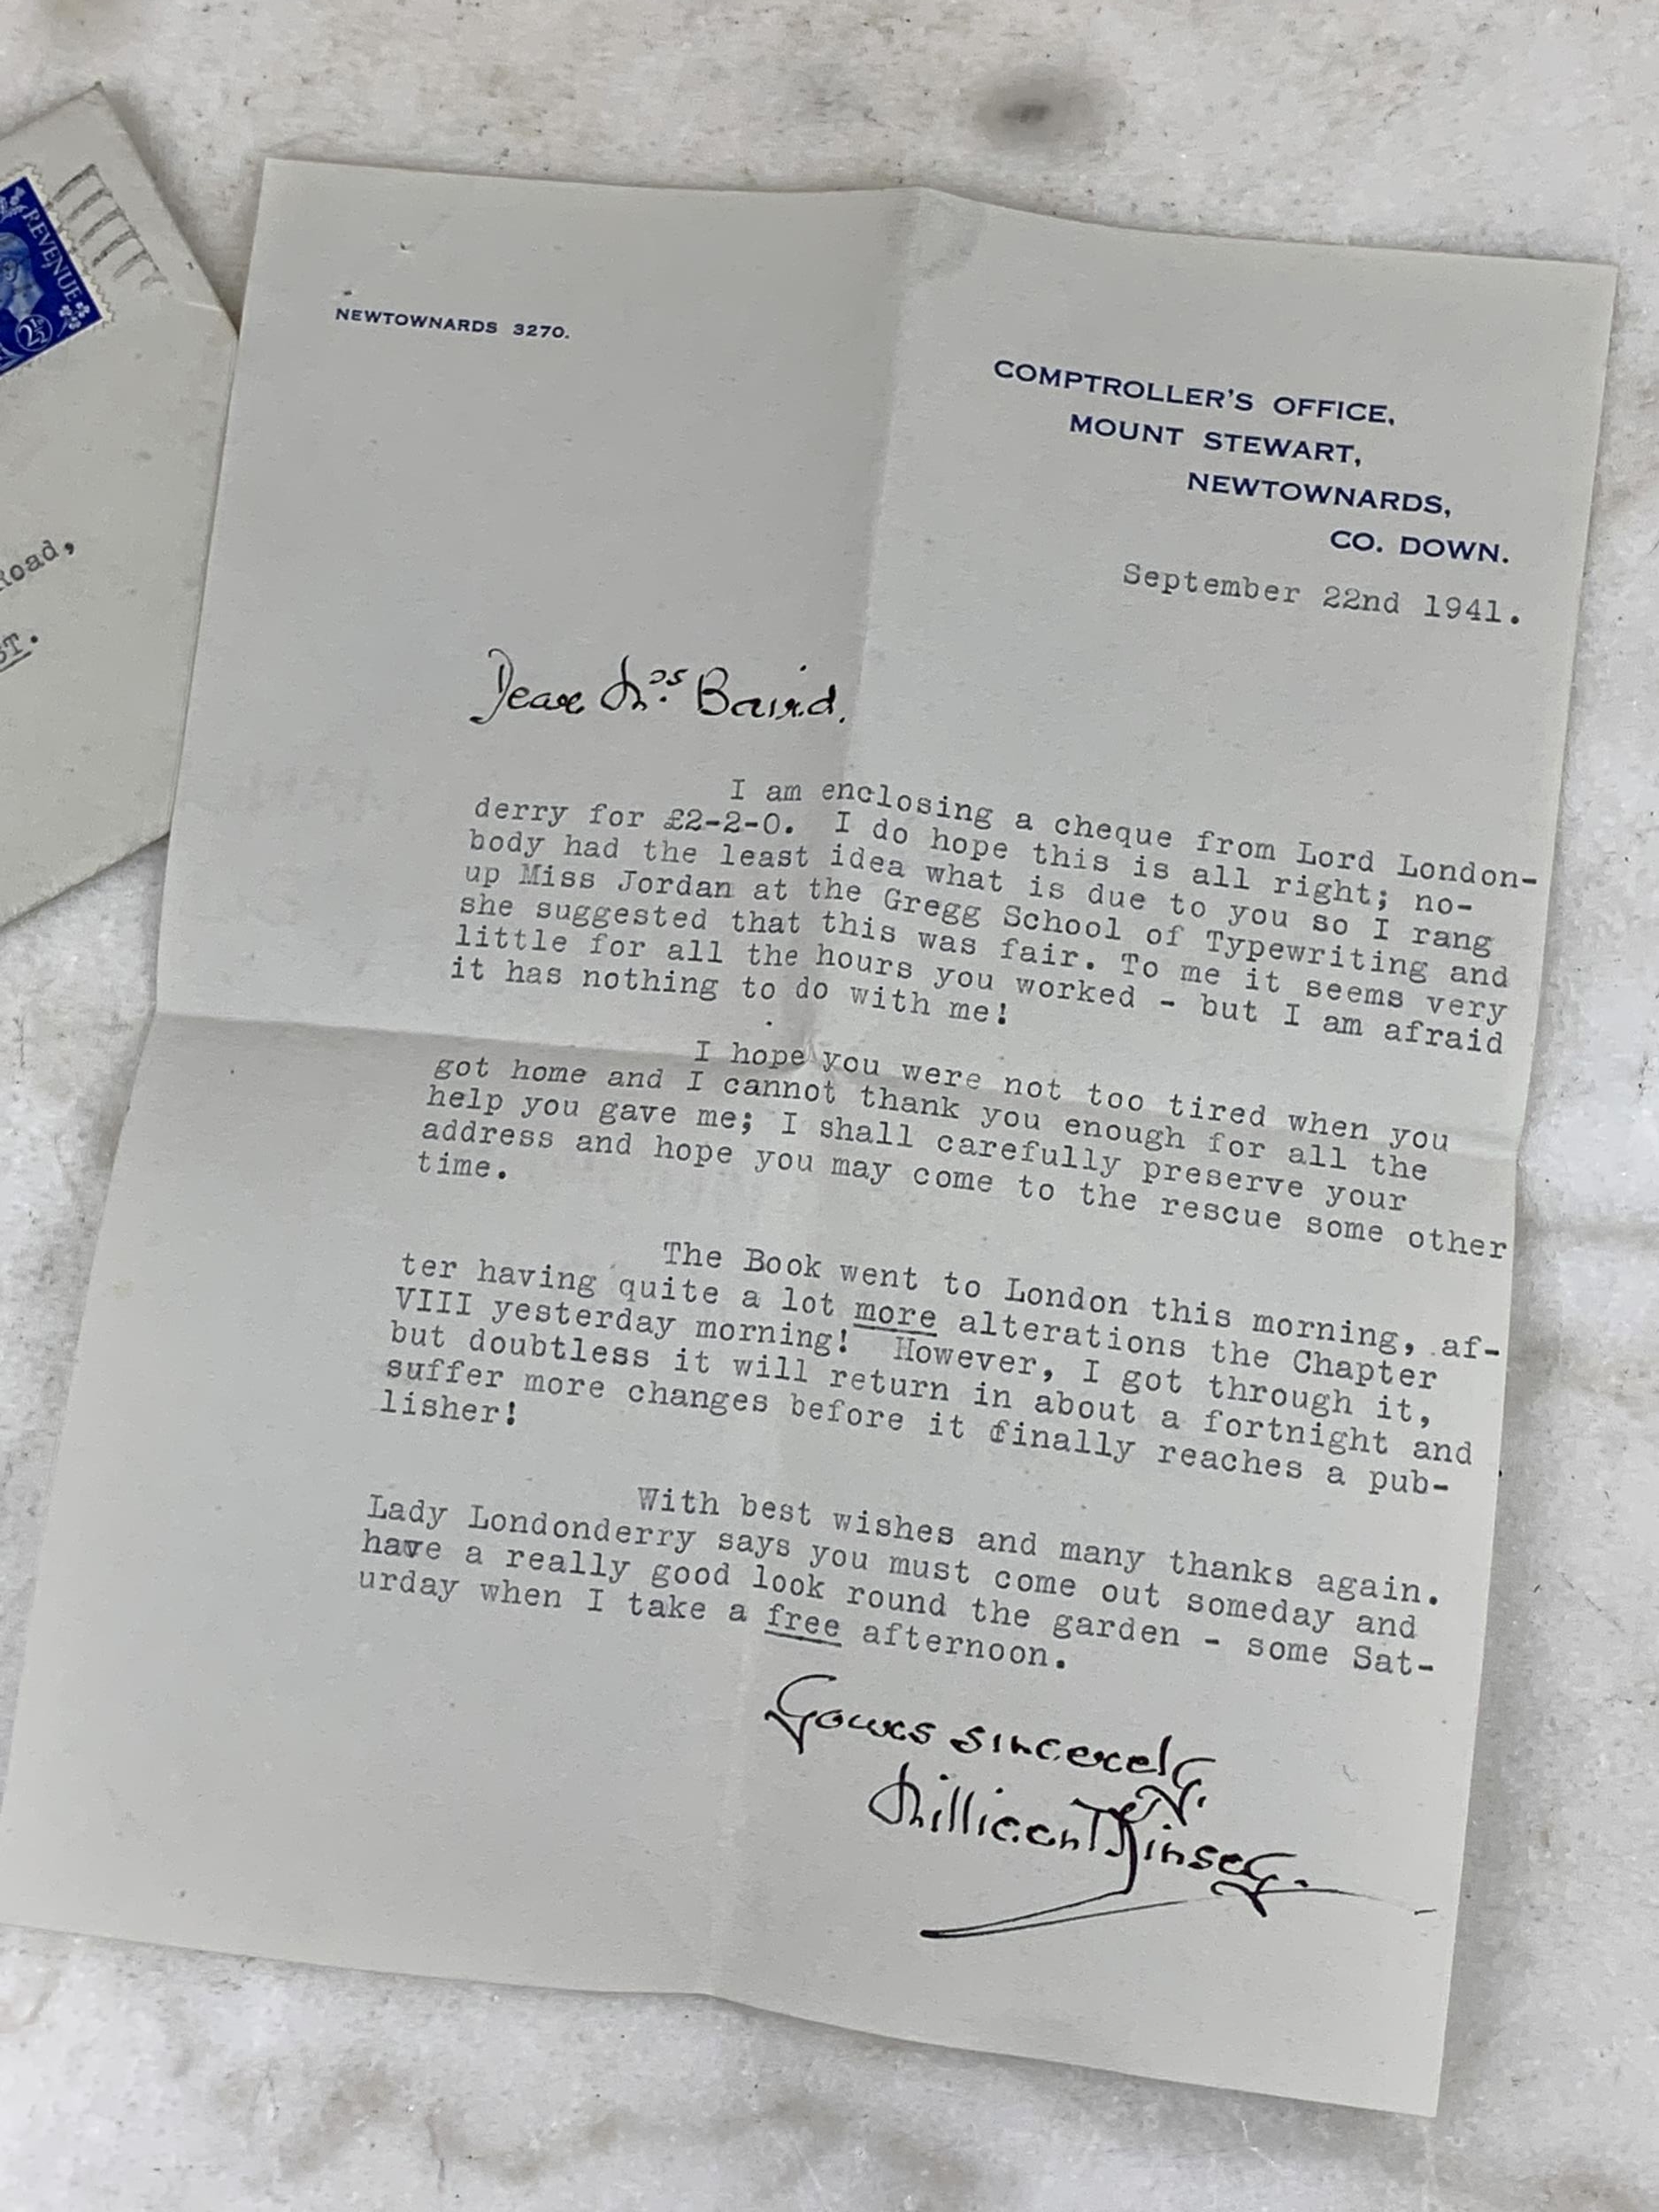 REVENUE
2½
Road,
ST.
NEWTOWNARDS 3270.
COMPTROLLER'S OFFICE,
MOUNT STEWART,
NEWTOWNARDS,
CO. DOWN.
September 22nd 1941.
Dear Mrs Baird.
I am enclosing a cheque from Lord London-
derry for £2-2-0. I do hope this is all right; no-
body had the least idea what is due to you so I rang
up Miss Jordan at the Gregg School of Typewriting and
she suggested that this was fair. To me it seems very
little for all the hours you worked - but I am afraid
it has nothing to do with me!
I hope you were not too tired when you
got home and I cannot thank you enough for all the
help you gave me; I shall carefully preserve your
address and hope you may come to the rescue some other
time.
The Book went to London this morning, af-
ter having quite a lot more alterations the Chapter
VIII yesterday morning! However, I got through it,
but doubtless it will return in about a fortnight and
suffer more changes before it finally reaches a pub-
lisher!
With best wishes and many thanks again.
Lady Londonderry says you must come out someday and
have a really good look round the garden - some Sat-
urday when I take a free afternoon.
Yours sincerely.
Millicent Kinsey.